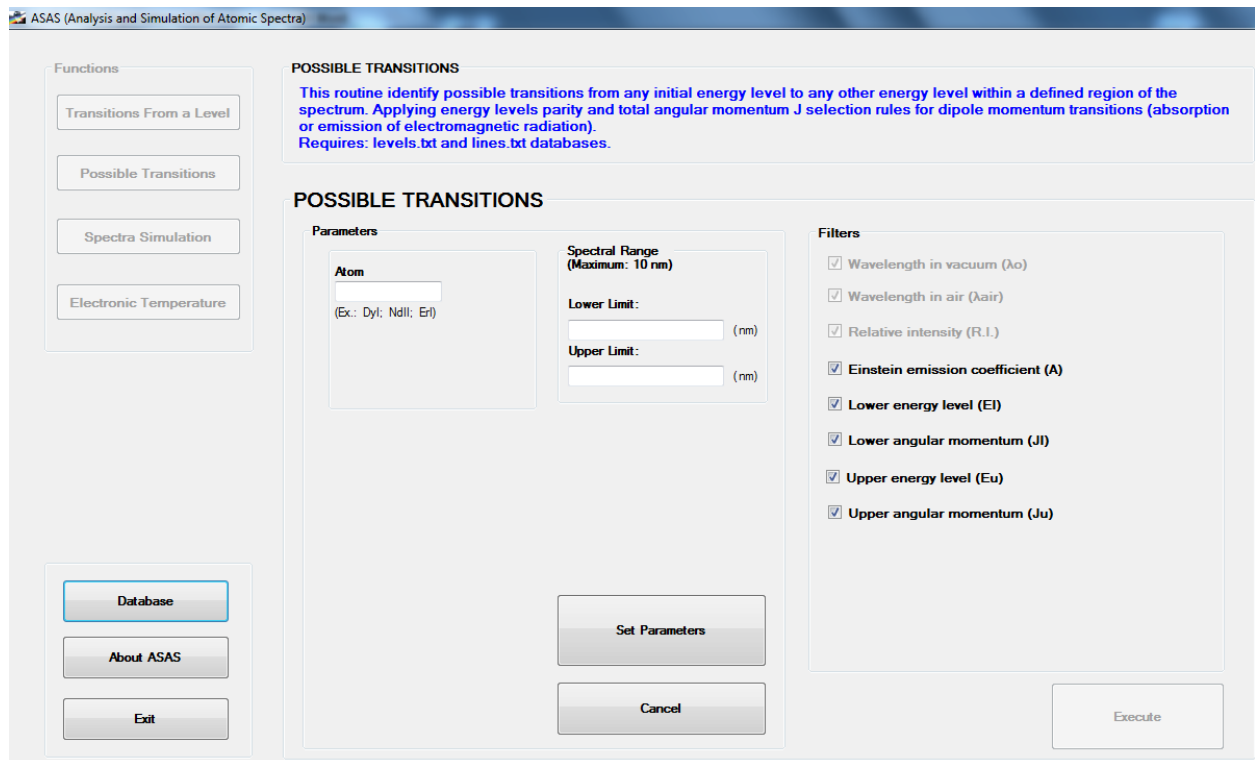 ASAS (Analysis and Simulation of Atomic Spectra)
Functions
Transitions From a Level
Possible Transitions
Spectra Simulation
Electronic Temperature
POSSIBLE TRANSITIONS
This routine identify possible transitions from any initial energy level to any other energy level within a defined region of the
spectrum. Applying energy levels parity and total angular momentum J selection rules for dipole momentum transitions (absorption
or emission of electromagnetic radiation).
Requires: levels.txt and lines.txt databases.
POSSIBLE TRANSITIONS
Parameters
Atom
(Ex.: DyI; NdII; ErI)
Spectral Range
(Maximum: 10 nm)
Lower Limit:
(nm)
Upper Limit:
(nm)
Set Parameters
Cancel
Filters
Wavelength in vacuum (λo)
Wavelength in air (λair)
Relative intensity (R.I.)
Einstein emission coefficient (A)
Lower energy level (El)
Lower angular momentum (Jl)
Upper energy level (Eu)
Upper angular momentum (Ju)
Execute
Database
About ASAS
Exit